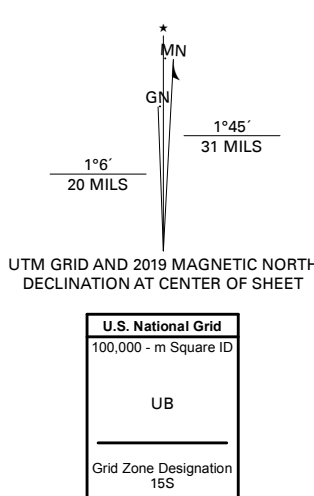 ★
MN
GN
1°45´
31 MILS
1°6´
20 MILS
UTM GRID AND 2019 MAGNETIC NORTH
DECLINATION AT CENTER OF SHEET
U.S. National Grid
100,000 - m Square ID
UB
Grid Zone Designation
15S